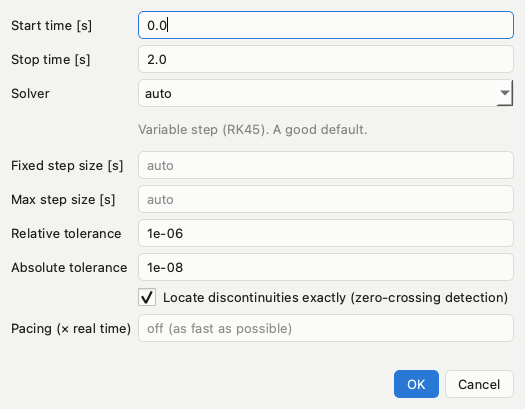 Start time [s] 0.0
Stop time [s] 2.0
Solver auto
Variable step (RK45). A good default.
Fixed step size [s] auto
Max step size [s] auto
Relative tolerance 1e-06
Absolute tolerance 1e-08
Locate discontinuities exactly (zero-crossing detection)
Pacing (× real time) off (as fast as possible)
OK Cancel